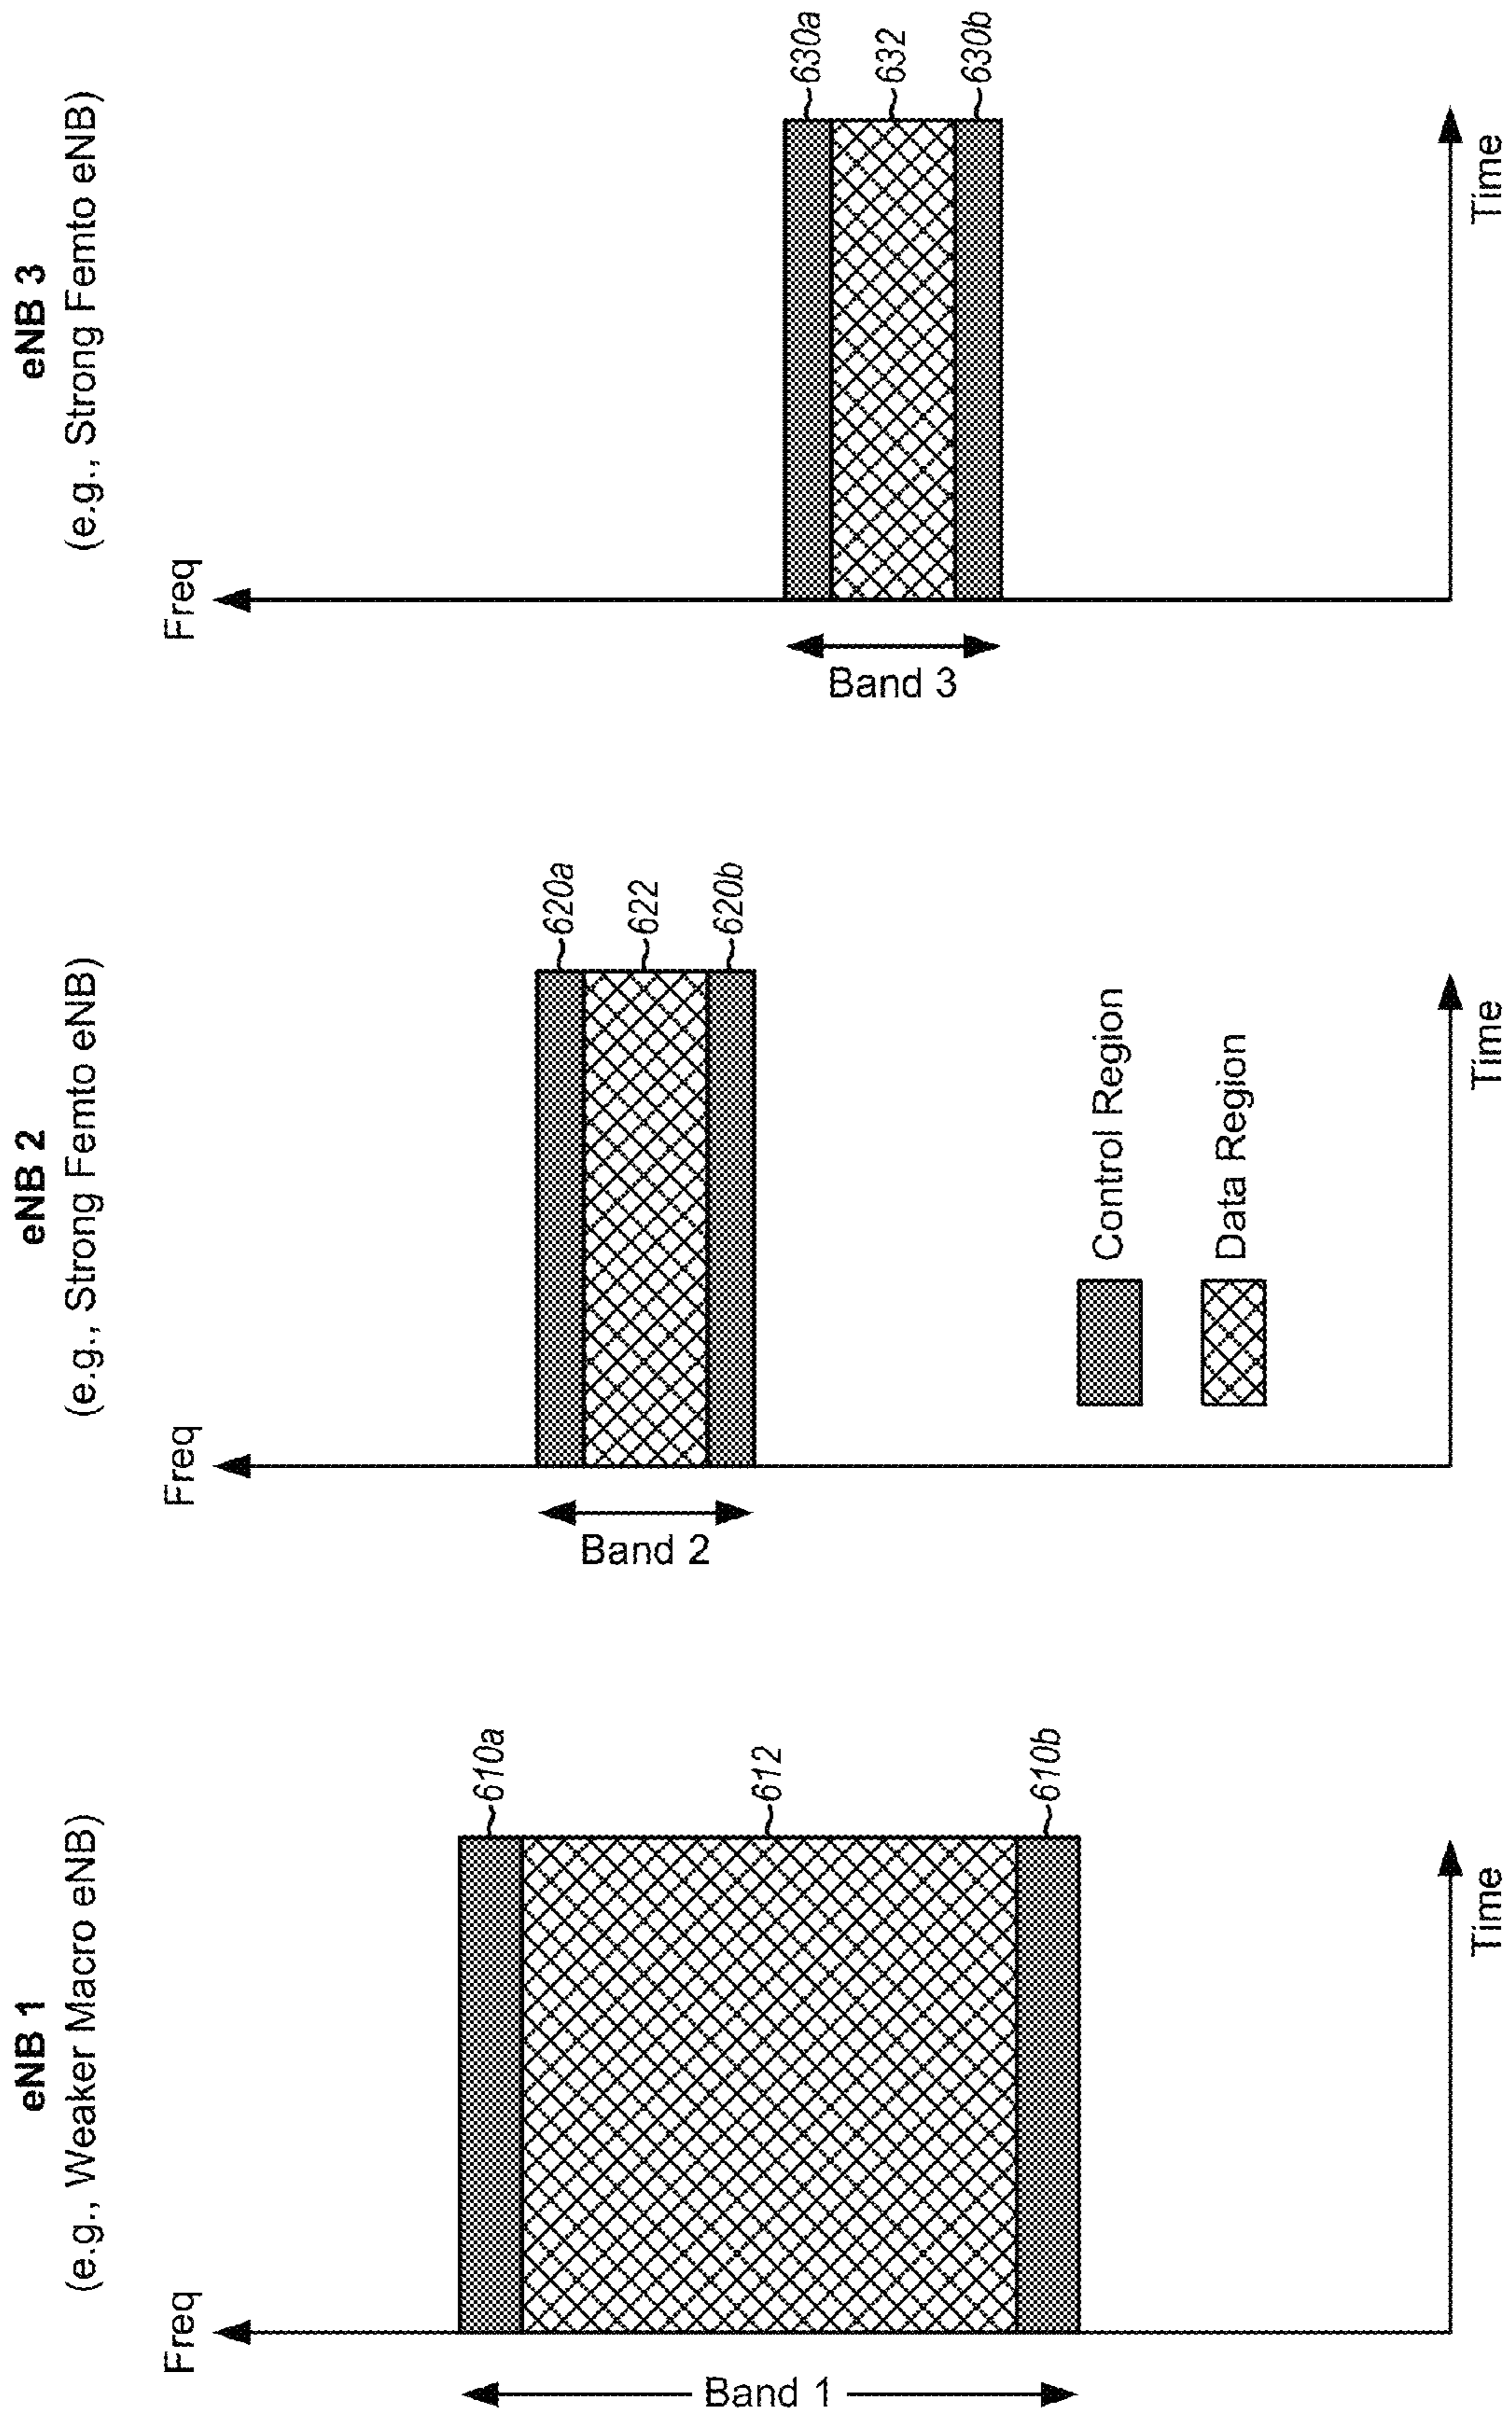 eNB 1
(e.g., Weaker Macro eNB)
Freq
Band 1
610a
612
610b
Time
eNB 2
(e.g., Strong Femto eNB)
Freq
Band 2
620a
622
620b
Control Region
Data Region
Time
eNB 3
(e.g., Strong Femto eNB)
Freq
Band 3
630a
632
630b
Time